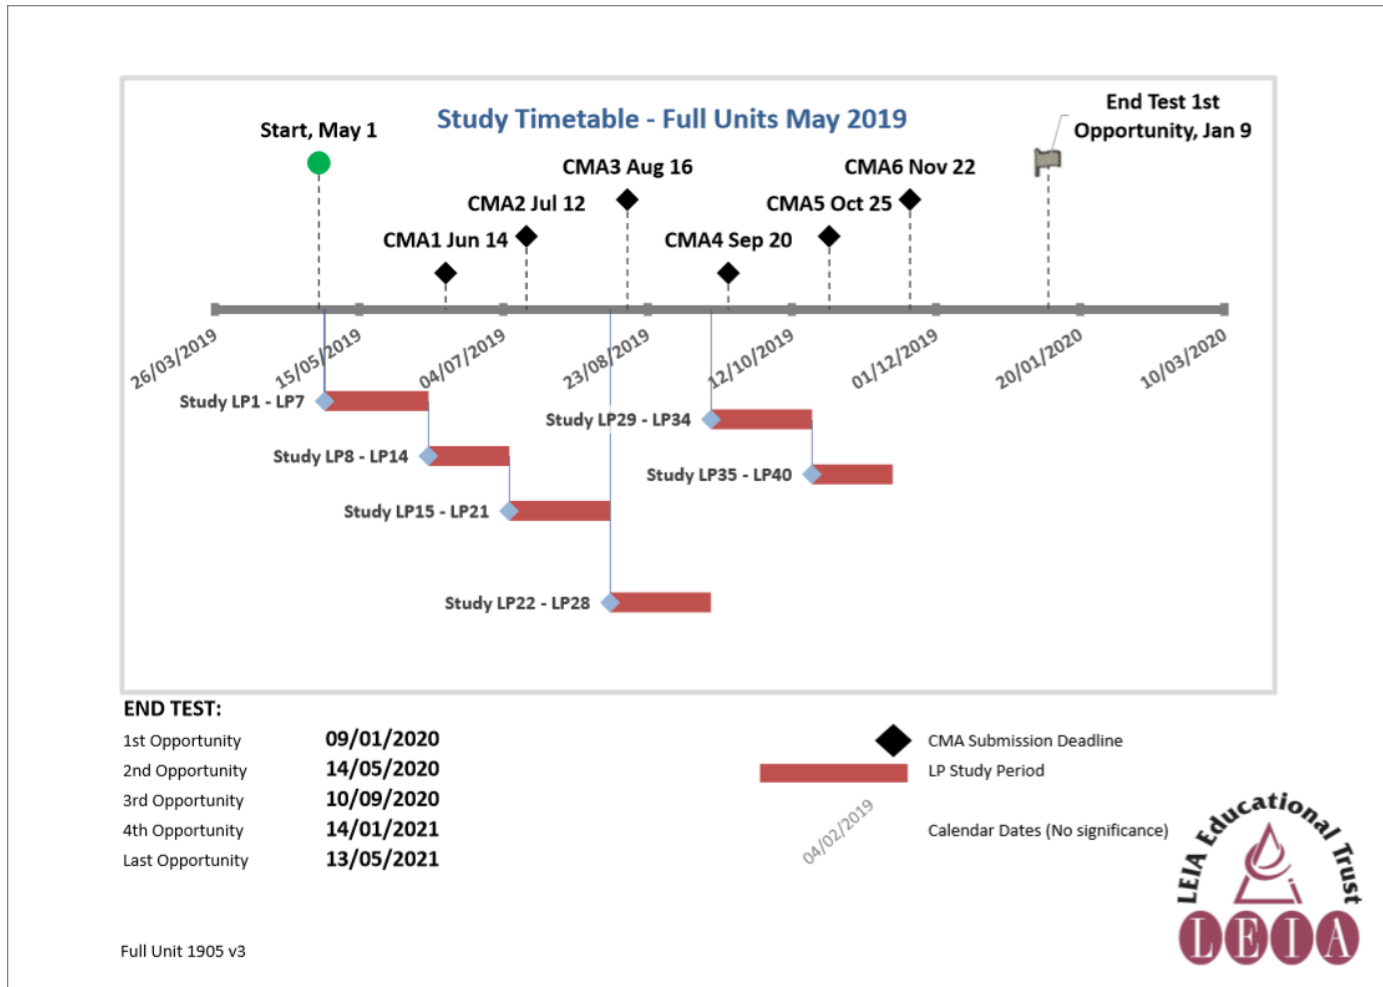 Study Timetable - Full Units May 2019
Start, May 1
End Test 1st
Opportunity, Jan 9
CMA3 Aug 16
CMA6 Nov 22
CMA2 Jul 12
CMA5 Oct 25
CMA1 Jun 14
CMA4 Sep 20
26/03/2019
15/05/2019
04/07/2019
23/08/2019
12/10/2019
01/12/2019
20/01/2020
10/03/2020
Study LP1 - LP7
Study LP29 - LP34
Study LP8 - LP14
Study LP35 - LP40
Study LP15 - LP21
Study LP22 - LP28
END TEST:
1st Opportunity 09/01/2020
2nd Opportunity 14/05/2020
3rd Opportunity 10/09/2020
4th Opportunity 14/01/2021
Last Opportunity 13/05/2021
CMA Submission Deadline
LP Study Period
04/02/2019 Calendar Dates (No significance)
LEIA Educational Trust
LEIA
Full Unit 1905 v3